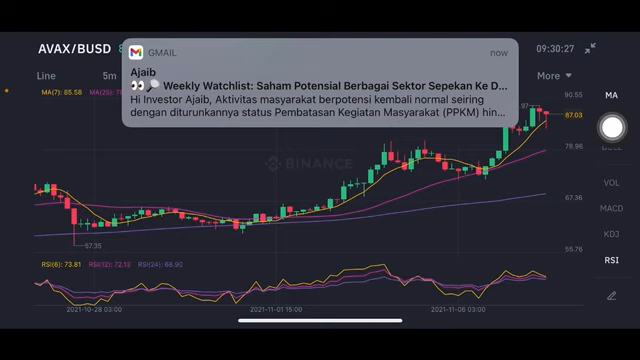 AVAX/BUSD
09:30:27
GMAIL
now
Ajaib
👀🔎 Weekly Watchlist: Saham Potensial Berbagai Sektor Sepekan Ke D...
Hi Investor Ajaib, Aktivitas masyarakat berpotensi kembali normal seiring
dengan diturunkannya status Pembatasan Kegiatan Masyarakat (PPKM) hin...
Line
5m
More
MA
MA(7): 85.58
90.55
87.03
78.96
67.36
55.76
57.35
BINANCE
VOL
MACD
KDJ
RSI
RSI(6): 73.81 RSI(12): 72.13 RSI(24): 68.90
2021-10-28 03:00
2021-11-01 15:00
2021-11-06 03:00